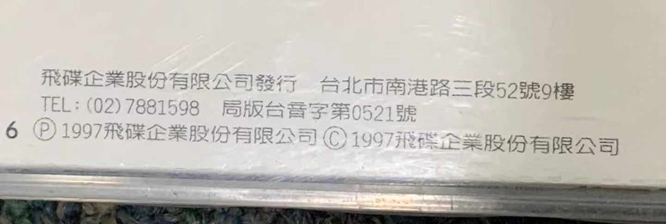 飛碟企業股份有限公司發行　台北市南港路三段52號9樓
TEL: (02)7881598　局版台音字第0521號
6 Ⓟ1997飛碟企業股份有限公司Ⓒ1997飛碟企業股份有限公司